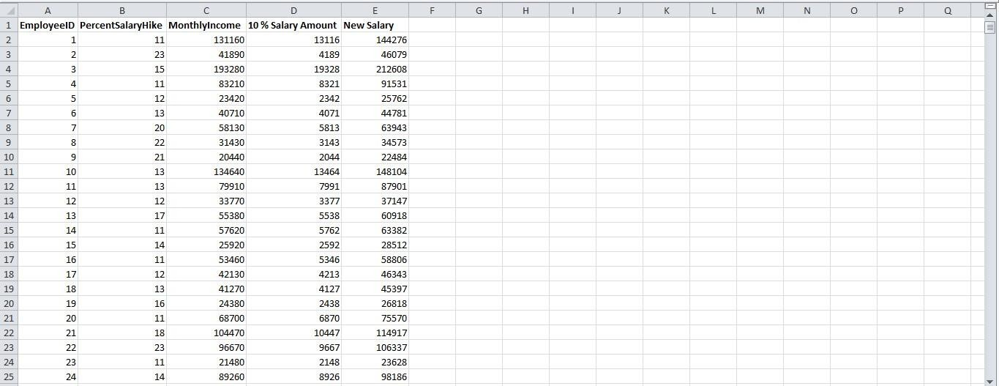 A B C D E F G H I J K L M N O P Q
1 EmployeeID PercentSalaryHike MonthlyIncome 10 % Salary Amount New Salary
2 1 11 131160 13116 144276
3 2 23 41890 4189 46079
4 3 15 193280 19328 212608
5 4 11 83210 8321 91531
6 5 12 23420 2342 25762
7 6 13 40710 4071 44781
8 7 20 58130 5813 63943
9 8 22 31430 3143 34573
10 9 21 20440 2044 22484
11 10 13 134640 13464 148104
12 11 13 79910 7991 87901
13 12 12 33770 3377 37147
14 13 17 55380 5538 60918
15 14 11 57620 5762 63382
16 15 14 25920 2592 28512
17 16 11 53460 5346 58806
18 17 12 42130 4213 46343
19 18 13 41270 4127 45397
20 19 16 24380 2438 26818
21 20 11 68700 6870 75570
22 21 18 104470 10447 114917
23 22 23 96670 9667 106337
24 23 11 21480 2148 23628
25 24 14 89260 8926 98186